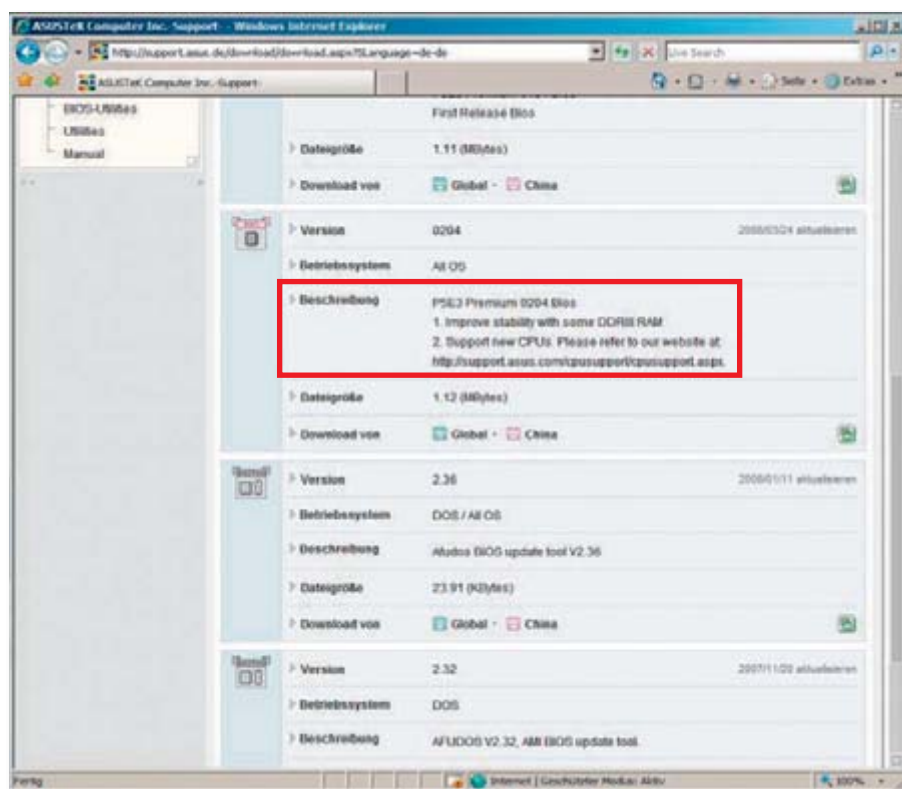 ASUSTeK Computer Inc. -Support- - Windows Internet Explorer
http://support.asus.de/download/download.aspx?SLanguage=de-de
Live Search
ASUSTeK Computer Inc. -Support-
Seite
Extras
BIOS-Utilities
Utilities
Manual
First Release Bios
Dateigröße 1.11 (MBytes)
Download von Global - China
Version 0204 2008/03/24 aktualisieren
Betriebssystem All OS
Beschreibung P5E3 Premium 0204 Bios
1. Improve stability with some DDRIII RAM
2. Support new CPUs. Please refer to our website at:
http://support.asus.com/cpusupport/cpusupport.aspx.
Dateigröße 1.12 (MBytes)
Download von Global - China
Version 2.36 2008/01/11 aktualisieren
Betriebssystem DOS / All OS
Beschreibung Afudos BIOS update tool V2.36
Dateigröße 23.91 (KBytes)
Download von Global - China
Version 2.32 2007/11/20 aktualisieren
Betriebssystem DOS
Beschreibung AFUDOS V2.32, AMI BIOS update tool.
Fertig
Internet | Geschützter Modus: Aktiv
100%